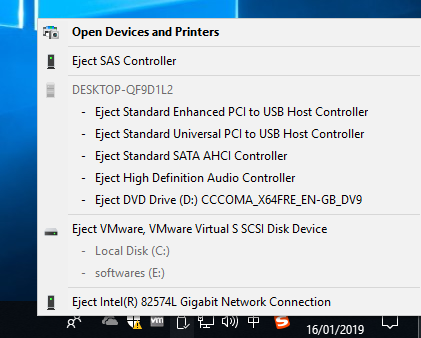 Open Devices and Printers
Eject SAS Controller
DESKTOP-QF9D1L2
- Eject Standard Enhanced PCI to USB Host Controller
- Eject Standard Universal PCI to USB Host Controller
- Eject Standard SATA AHCI Controller
- Eject High Definition Audio Controller
- Eject DVD Drive (D:) CCCOMA_X64FRE_EN-GB_DV9
Eject VMware, VMware Virtual S SCSI Disk Device
- Local Disk (C:)
- softwares (E:)
Eject Intel(R) 82574L Gigabit Network Connection
vm 中 S
16/01/2019